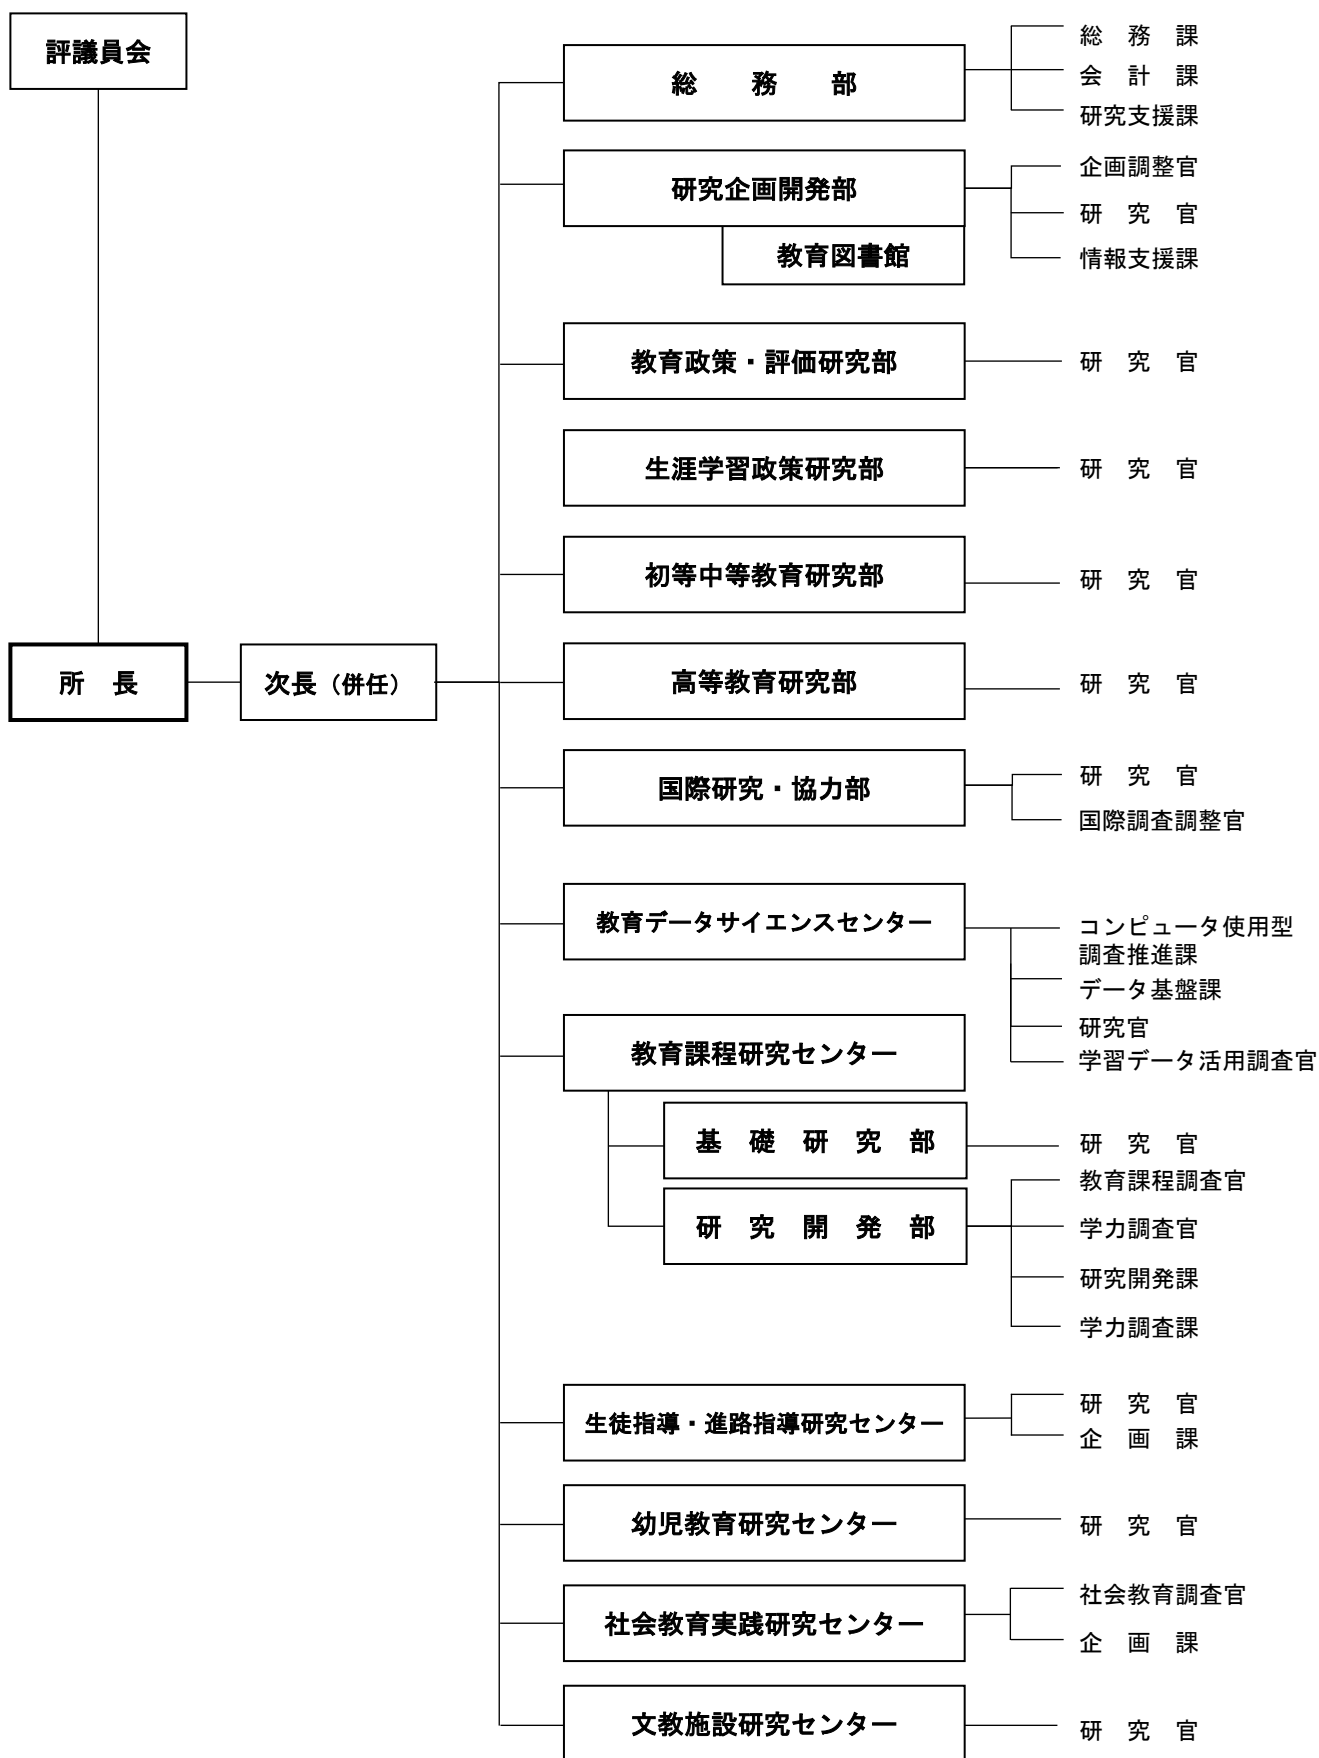 評議員会
総　務　部
総　務　課
会　計　課
研究支援課
研究企画開発部
教育図書館
企画調整官
研　究　官
情報支援課
教育政策・評価研究部
研　究　官
生涯学習政策研究部
研　究　官
初等中等教育研究部
研　究　官
所　長
次長（併任）
高等教育研究部
研　究　官
国際研究・協力部
研　究　官
国際調査調整官
教育データサイエンスセンター
コンピュータ使用型
調査推進課
データ基盤課
研究官
学習データ活用調査官
教育課程研究センター
基　礎　研　究　部
研　究　官
研　究　開　発　部
教育課程調査官
学力調査官
研究開発課
学力調査課
生徒指導・進路指導研究センター
研　究　官
企　画　課
幼児教育研究センター
研　究　官
社会教育実践研究センター
社会教育調査官
企　画　課
文教施設研究センター
研　究　官